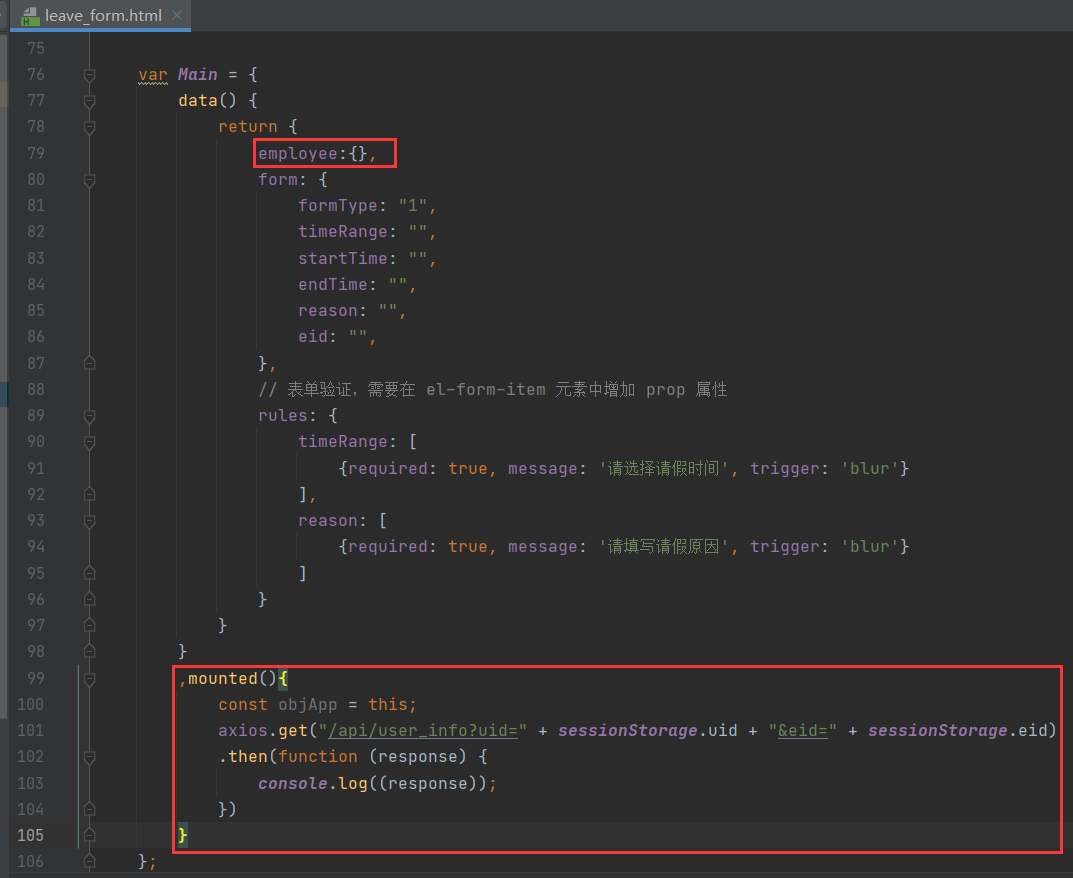 leave_form.html
75
76 var Main = {
77 data() {
78 return {
79 employee:{},
80 form: {
81 formType: "1",
82 timeRange: "",
83 startTime: "",
84 endTime: "",
85 reason: "",
86 eid: "",
87 },
88 // 表单验证，需要在 el-form-item 元素中增加 prop 属性
89 rules: {
90 timeRange: [
91 {required: true, message: '请选择请假时间', trigger: 'blur'}
92 ],
93 reason: [
94 {required: true, message: '请填写请假原因', trigger: 'blur'}
95 ]
96 }
97 }
98 }
99 ,mounted(){
100 const objApp = this;
101 axios.get("/api/user_info?uid=" + sessionStorage.uid + "&eid=" + sessionStorage.eid)
102 .then(function (response) {
103 console.log((response));
104 })
105 }
106 };